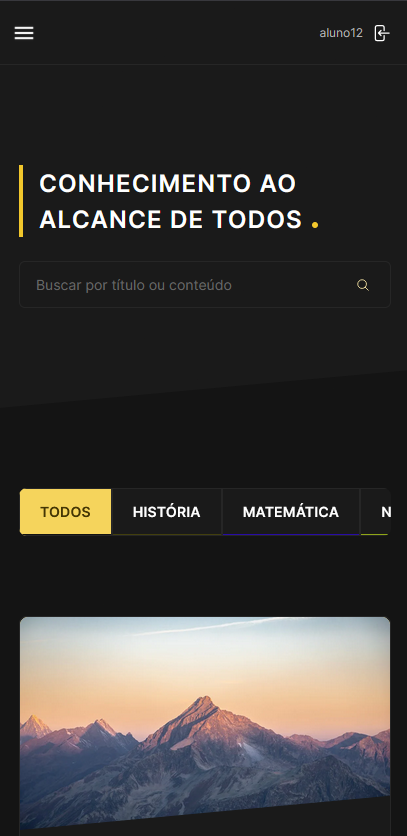 aluno12
CONHECIMENTO AO
ALCANCE DE TODOS .
Buscar por título ou conteúdo
TODOS
HISTÓRIA
MATEMÁTICA
N